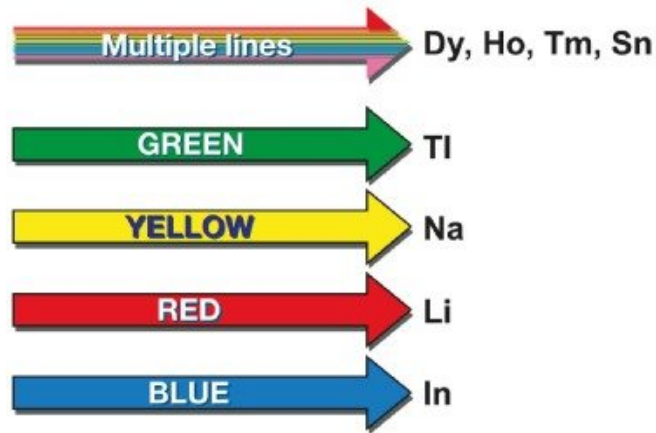 Multiple lines Dy, Ho, Tm, Sn
GREEN Tl
YELLOW Na
RED Li
BLUE In